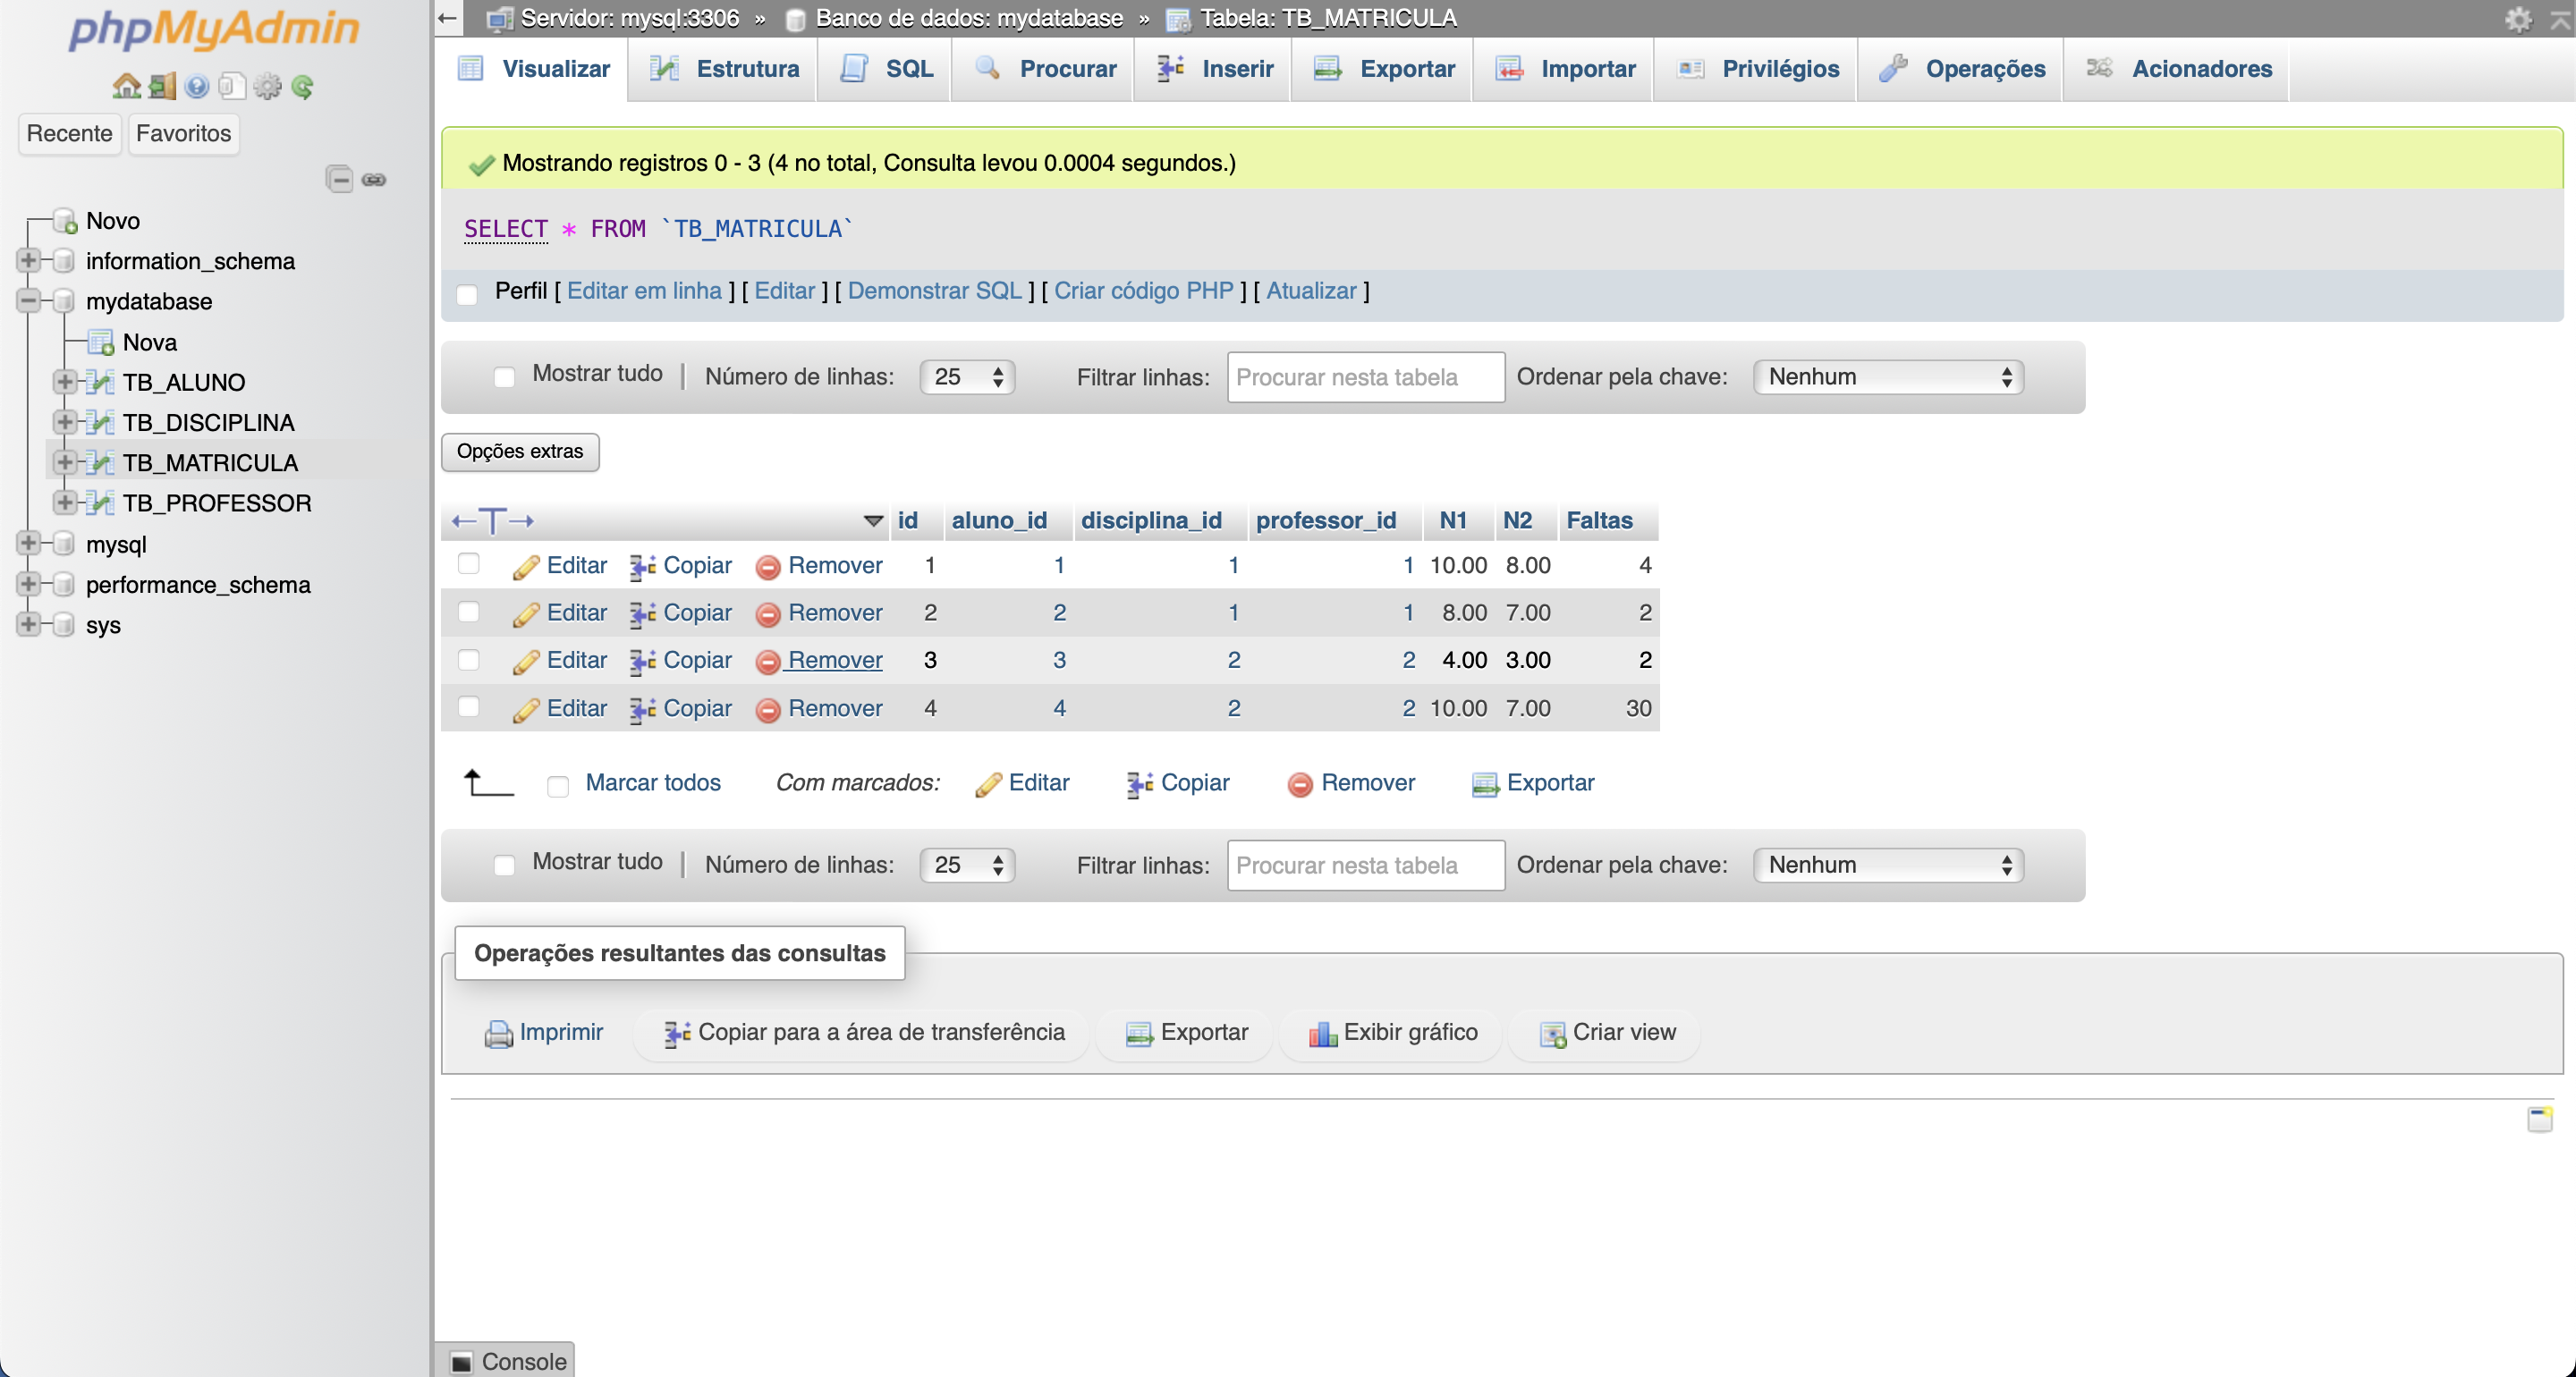 phpMyAdmin
Recente Favoritos
Novo
information_schema
mydatabase
Nova
TB_ALUNO
TB_DISCIPLINA
TB_MATRICULA
TB_PROFESSOR
mysql
performance_schema
sys
Servidor: mysql:3306 » Banco de dados: mydatabase » Tabela: TB_MATRICULA
Visualizar Estrutura SQL Procurar Inserir Exportar Importar Privilégios Operações Acionadores
Mostrando registros 0 - 3 (4 no total, Consulta levou 0.0004 segundos.)
SELECT * FROM `TB_MATRICULA`
Perfil [ Editar em linha ] [ Editar ] [ Demonstrar SQL ] [ Criar código PHP ] [ Atualizar ]
Mostrar tudo | Número de linhas: 25 Filtrar linhas: Procurar nesta tabela Ordenar pela chave: Nenhum
Opções extras
←T→ id aluno_id disciplina_id professor_id N1 N2 Faltas
Editar Copiar Remover 1 1 1 1 10.00 8.00 4
Editar Copiar Remover 2 2 1 1 8.00 7.00 2
Editar Copiar Remover 3 3 2 2 4.00 3.00 2
Editar Copiar Remover 4 4 2 2 10.00 7.00 30
Marcar todos Com marcados: Editar Copiar Remover Exportar
Mostrar tudo | Número de linhas: 25 Filtrar linhas: Procurar nesta tabela Ordenar pela chave: Nenhum
Operações resultantes das consultas
Imprimir Copiar para a área de transferência Exportar Exibir gráfico Criar view
Console